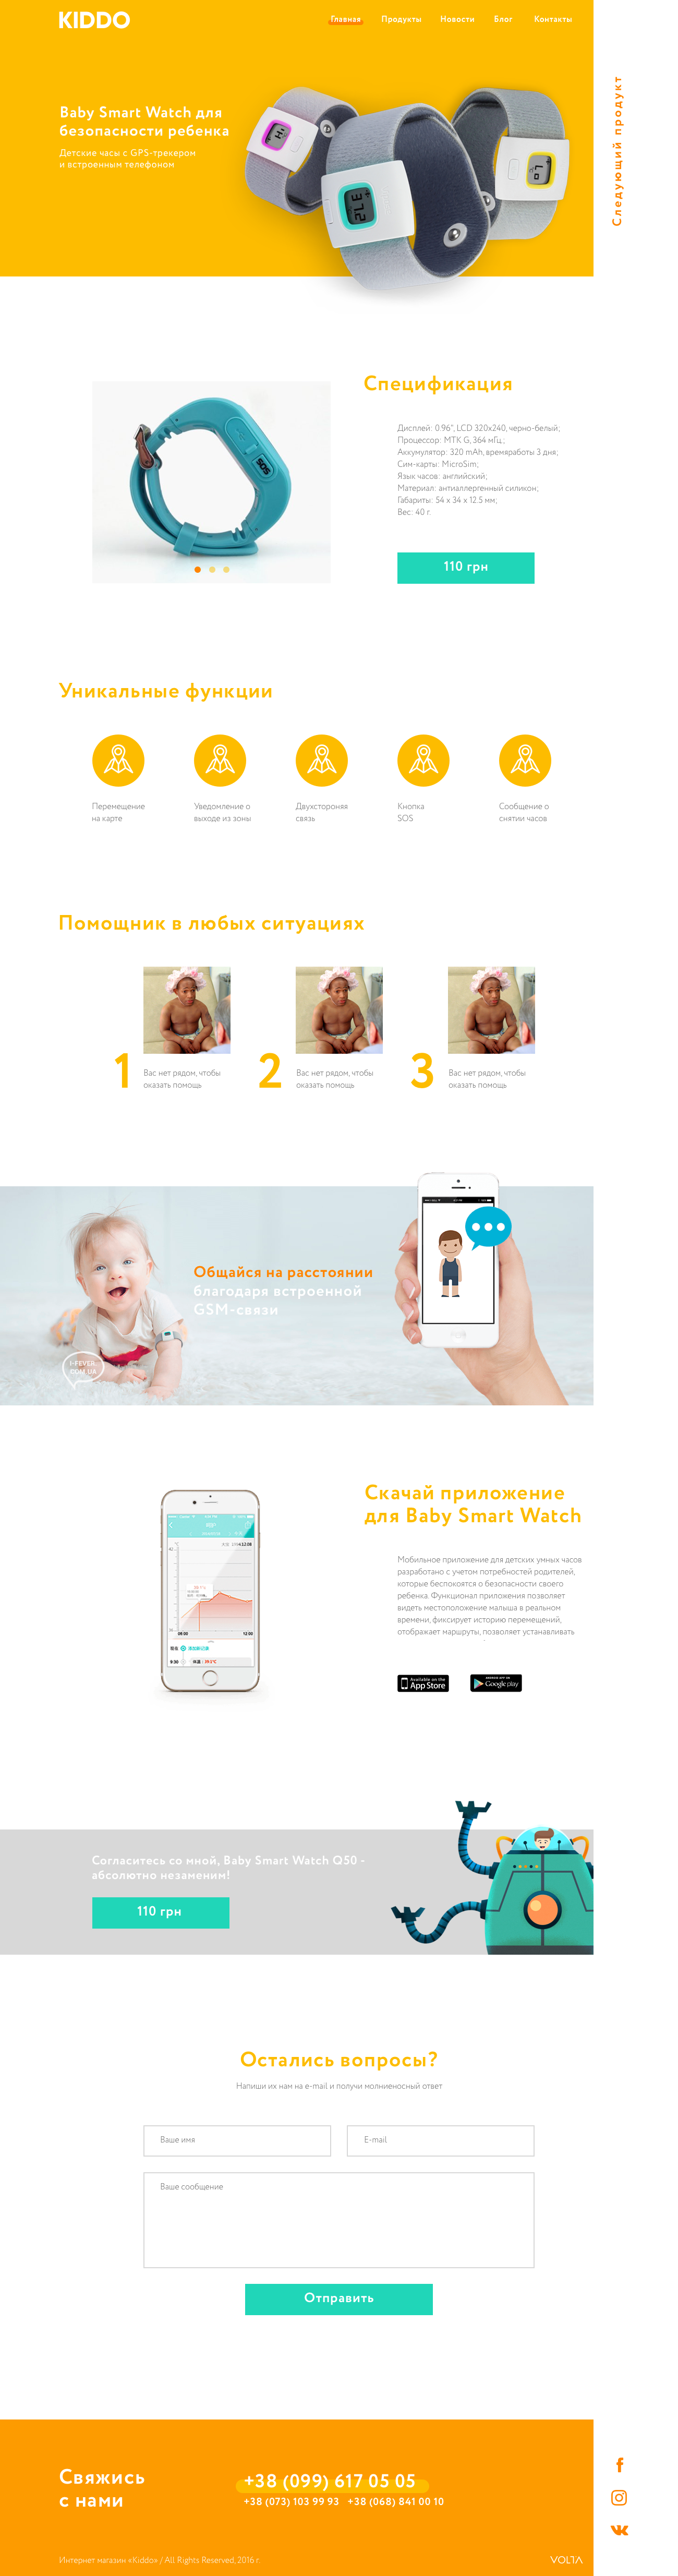 KIDDO
Главная Продукты Новости Блог Контакты
Следующий продукт
Baby Smart Watch для
безопасности ребенка
Детские часы с GPS-трекером
и встроенным телефоном
Спецификация
Дисплей: 0.96", LCD 320x240, черно-белый;
Процессор: MTK G, 364 мГц.;
Аккумулятор: 320 mAh, времяработы 3 дня;
Сим-карты: MicroSim;
Язык часов: английский;
Материал: антиаллергенный силикон;
Габариты: 54 x 34 x 12.5 мм;
Вес: 40 г.
SOS
110 грн
Уникальные функции
Перемещение
на карте
Уведомление о
выходе из зоны
Двухстороняя
связь
Кнопка
SOS
Сообщение о
снятии часов
Помощник в любых ситуациях
1
Вас нет рядом, чтобы
оказать помощь
2
Вас нет рядом, чтобы
оказать помощь
3
Вас нет рядом, чтобы
оказать помощь
Общайся на расстоянии
благодаря встроенной
GSM-связи
I-FEVER.
COM.UA
Скачай приложение
для Baby Smart Watch
Мобильное приложение для детских умных часов
разработано с учетом потребностей родителей,
которые беспокоятся о безопасности своего
ребенка. Функционал приложения позволяет
видеть местоположение малыша в реальном
времени, фиксирует историю перемещений,
отображает маршруты, позволяет устанавливать
Available on the
App Store
ANDROID APP ON
Google play
Согласитесь со мной, Baby Smart Watch Q50 -
абсолютно незаменим!
110 грн
Остались вопросы?
Напиши их нам на e-mail и получи молниеносный ответ
Ваше имя
E-mail
Ваше сообщение
Отправить
Свяжись
с нами
+38 (099) 617 05 05
+38 (073) 103 99 93 +38 (068) 841 00 10
Интернет магазин «Kiddo» / All Rights Reserved, 2016 г.
VOLTA